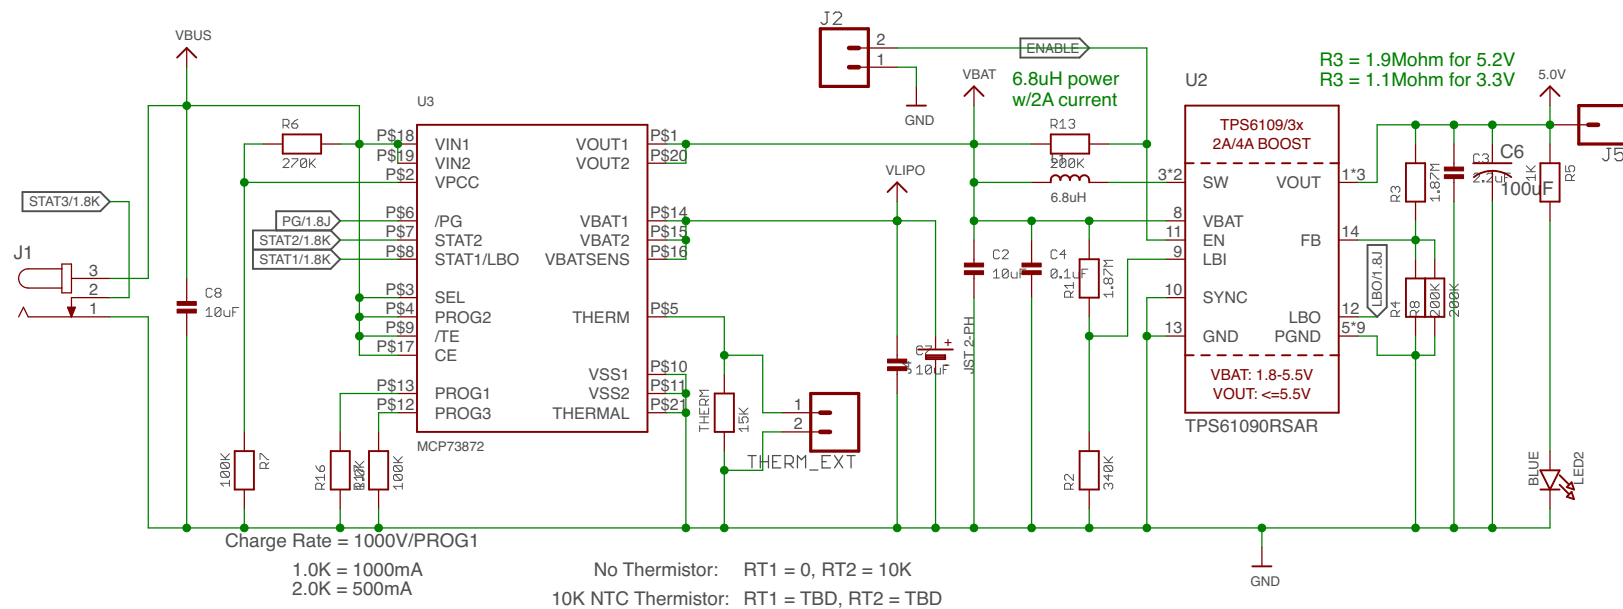 VBUS
J2
2
1
ENABLE
GND
VBAT
6.8uH power
w/2A current
U2
R3 = 1.9Mohm for 5.2V
R3 = 1.1Mohm for 3.3V
5.0V
J5
U3
R6
270K
P$18
P$19
P$2
P$6
P$7
P$8
P$3
P$4
P$9
P$17
P$13
P$12
VIN1
VIN2
VPCC
/PG
STAT2
STAT1/LBO
SEL
PROG2
/TE
CE
PROG1
PROG3
VOUT1
VOUT2
VBAT1
VBAT2
VBATSENS
THERM
VSS1
VSS2
THERMAL
P$1
P$20
P$14
P$15
P$16
P$5
P$10
P$11
P$21
MCP73872
STAT3/1.8K
PG/1.8J
STAT2/1.8K
STAT1/1.8K
J1
3
2
1
C8
10uF
100K
R7
R16
100K
THERM
15K
1
2
THERM_EXT
VLIPO
10uF
+
JST 2-PH
R13
200K
6.8uH
C2
10uF
C4
0.1uF
R1
1.87M
R2
340K
TPS6109/3x
2A/4A BOOST
3*2
8
11
9
10
13
SW
VBAT
EN
LBI
SYNC
GND
VOUT
FB
LBO
PGND
1*3
14
12
5*9
VBAT: 1.8-5.5V
VOUT: <=5.5V
TPS61090RSAR
LBO/1.8J
R3
1.87M
R4
R8
200K
200K
C3
2.2uF
C6
100uF
1K
R5
BLUE
LED2
GND
Charge Rate = 1000V/PROG1
1.0K = 1000mA
2.0K = 500mA
No Thermistor: RT1 = 0, RT2 = 10K
10K NTC Thermistor: RT1 = TBD, RT2 = TBD